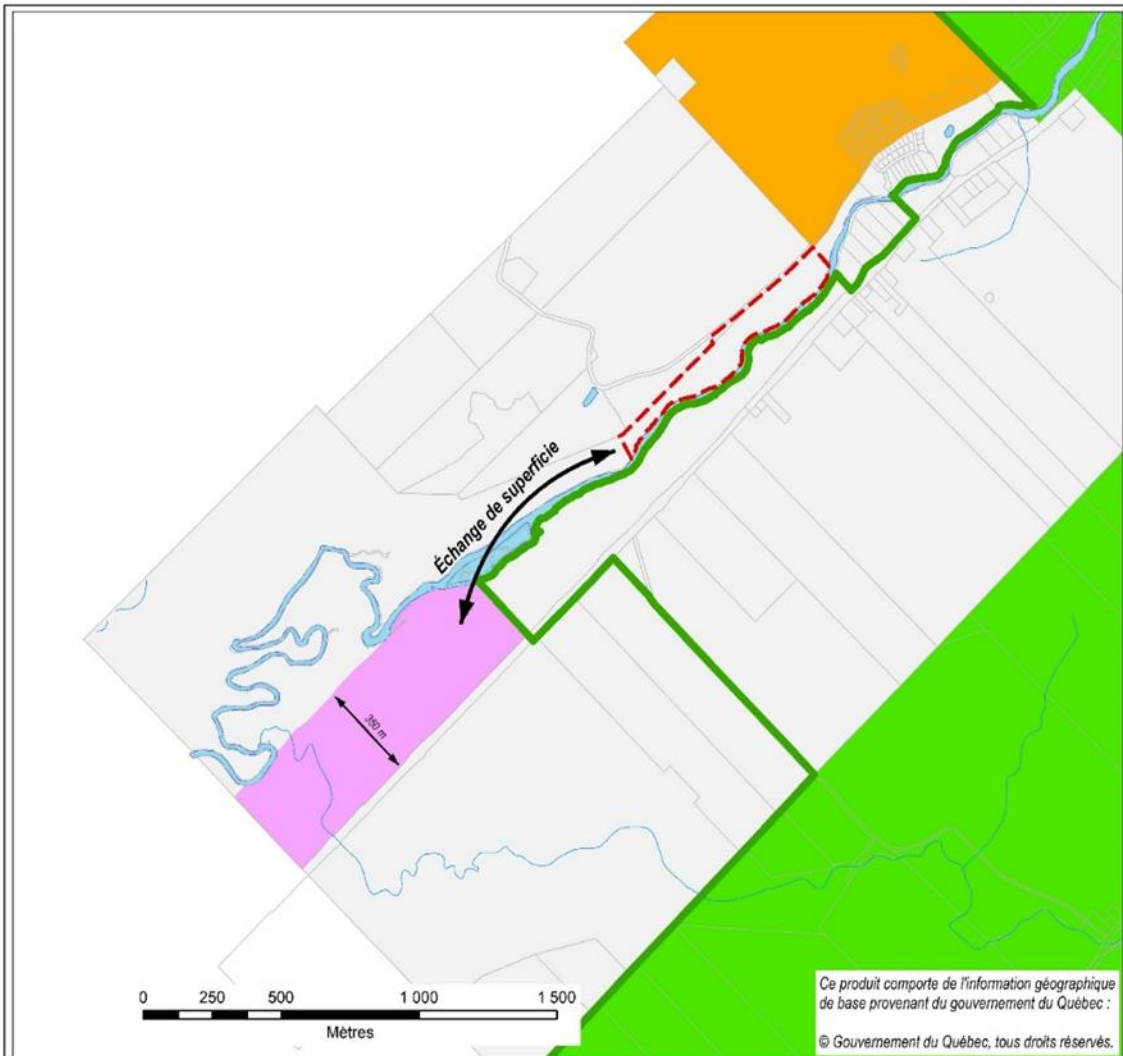 Échange de superficie
350 m
0 250 500 1 000 1 500
Mètres
Ce produit comporte de l'information géographique
de base provenant du gouvernement du Québec :
© Gouvernement du Québec, tous droits réservés.